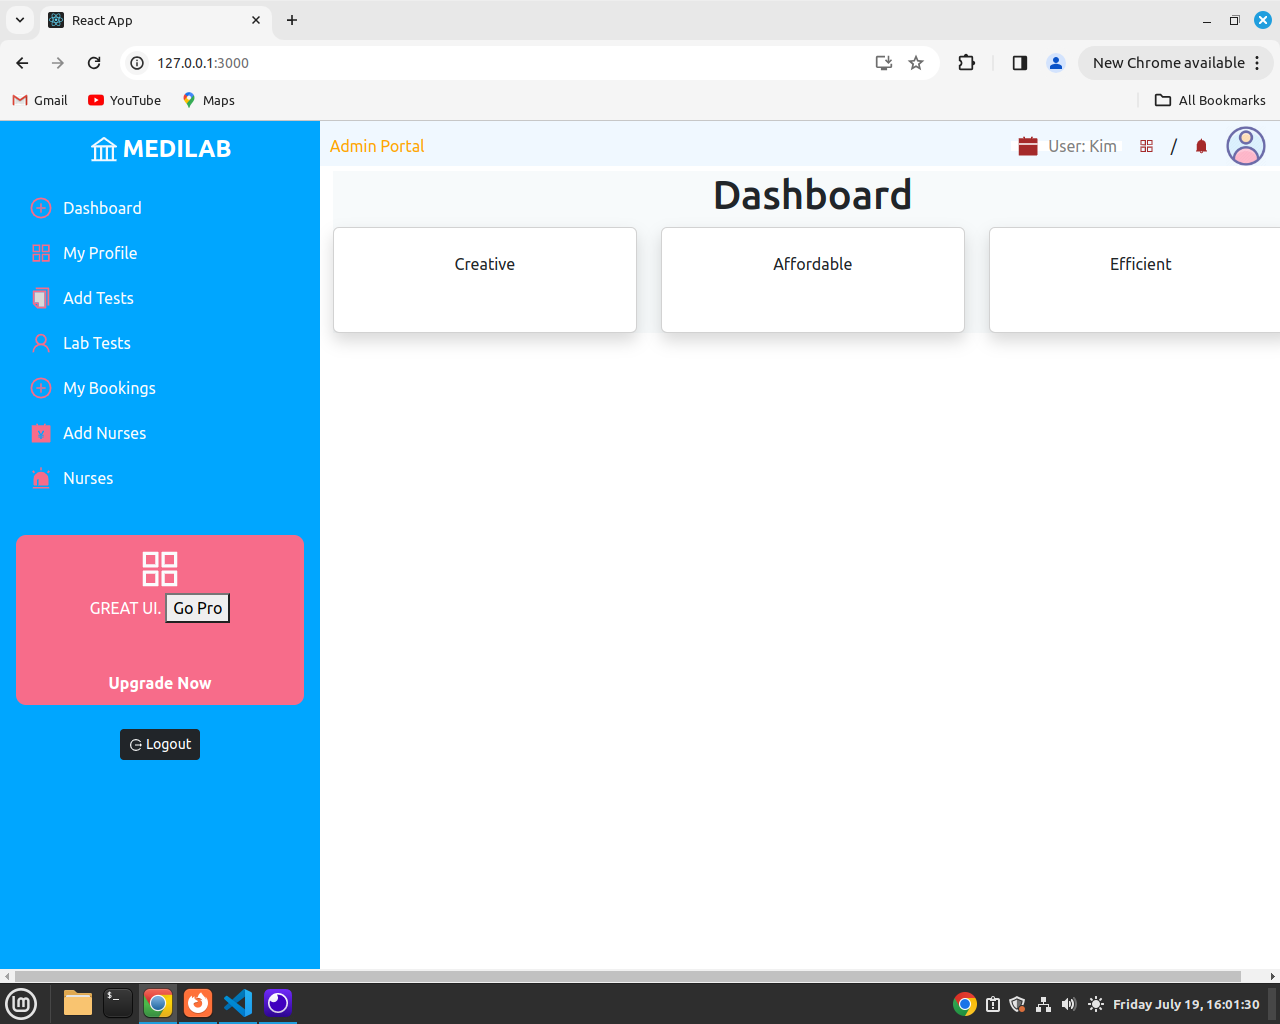 React App
127.0.0.1:3000
New Chrome available
Gmail
YouTube
Maps
All Bookmarks
MEDILAB
Admin Portal
User: Kim
/
Dashboard
My Profile
Add Tests
Lab Tests
My Bookings
Add Nurses
Nurses
Dashboard
Creative
Affordable
Efficient
GREAT UI. Go Pro
Upgrade Now
Logout
Friday July 19, 16:01:30